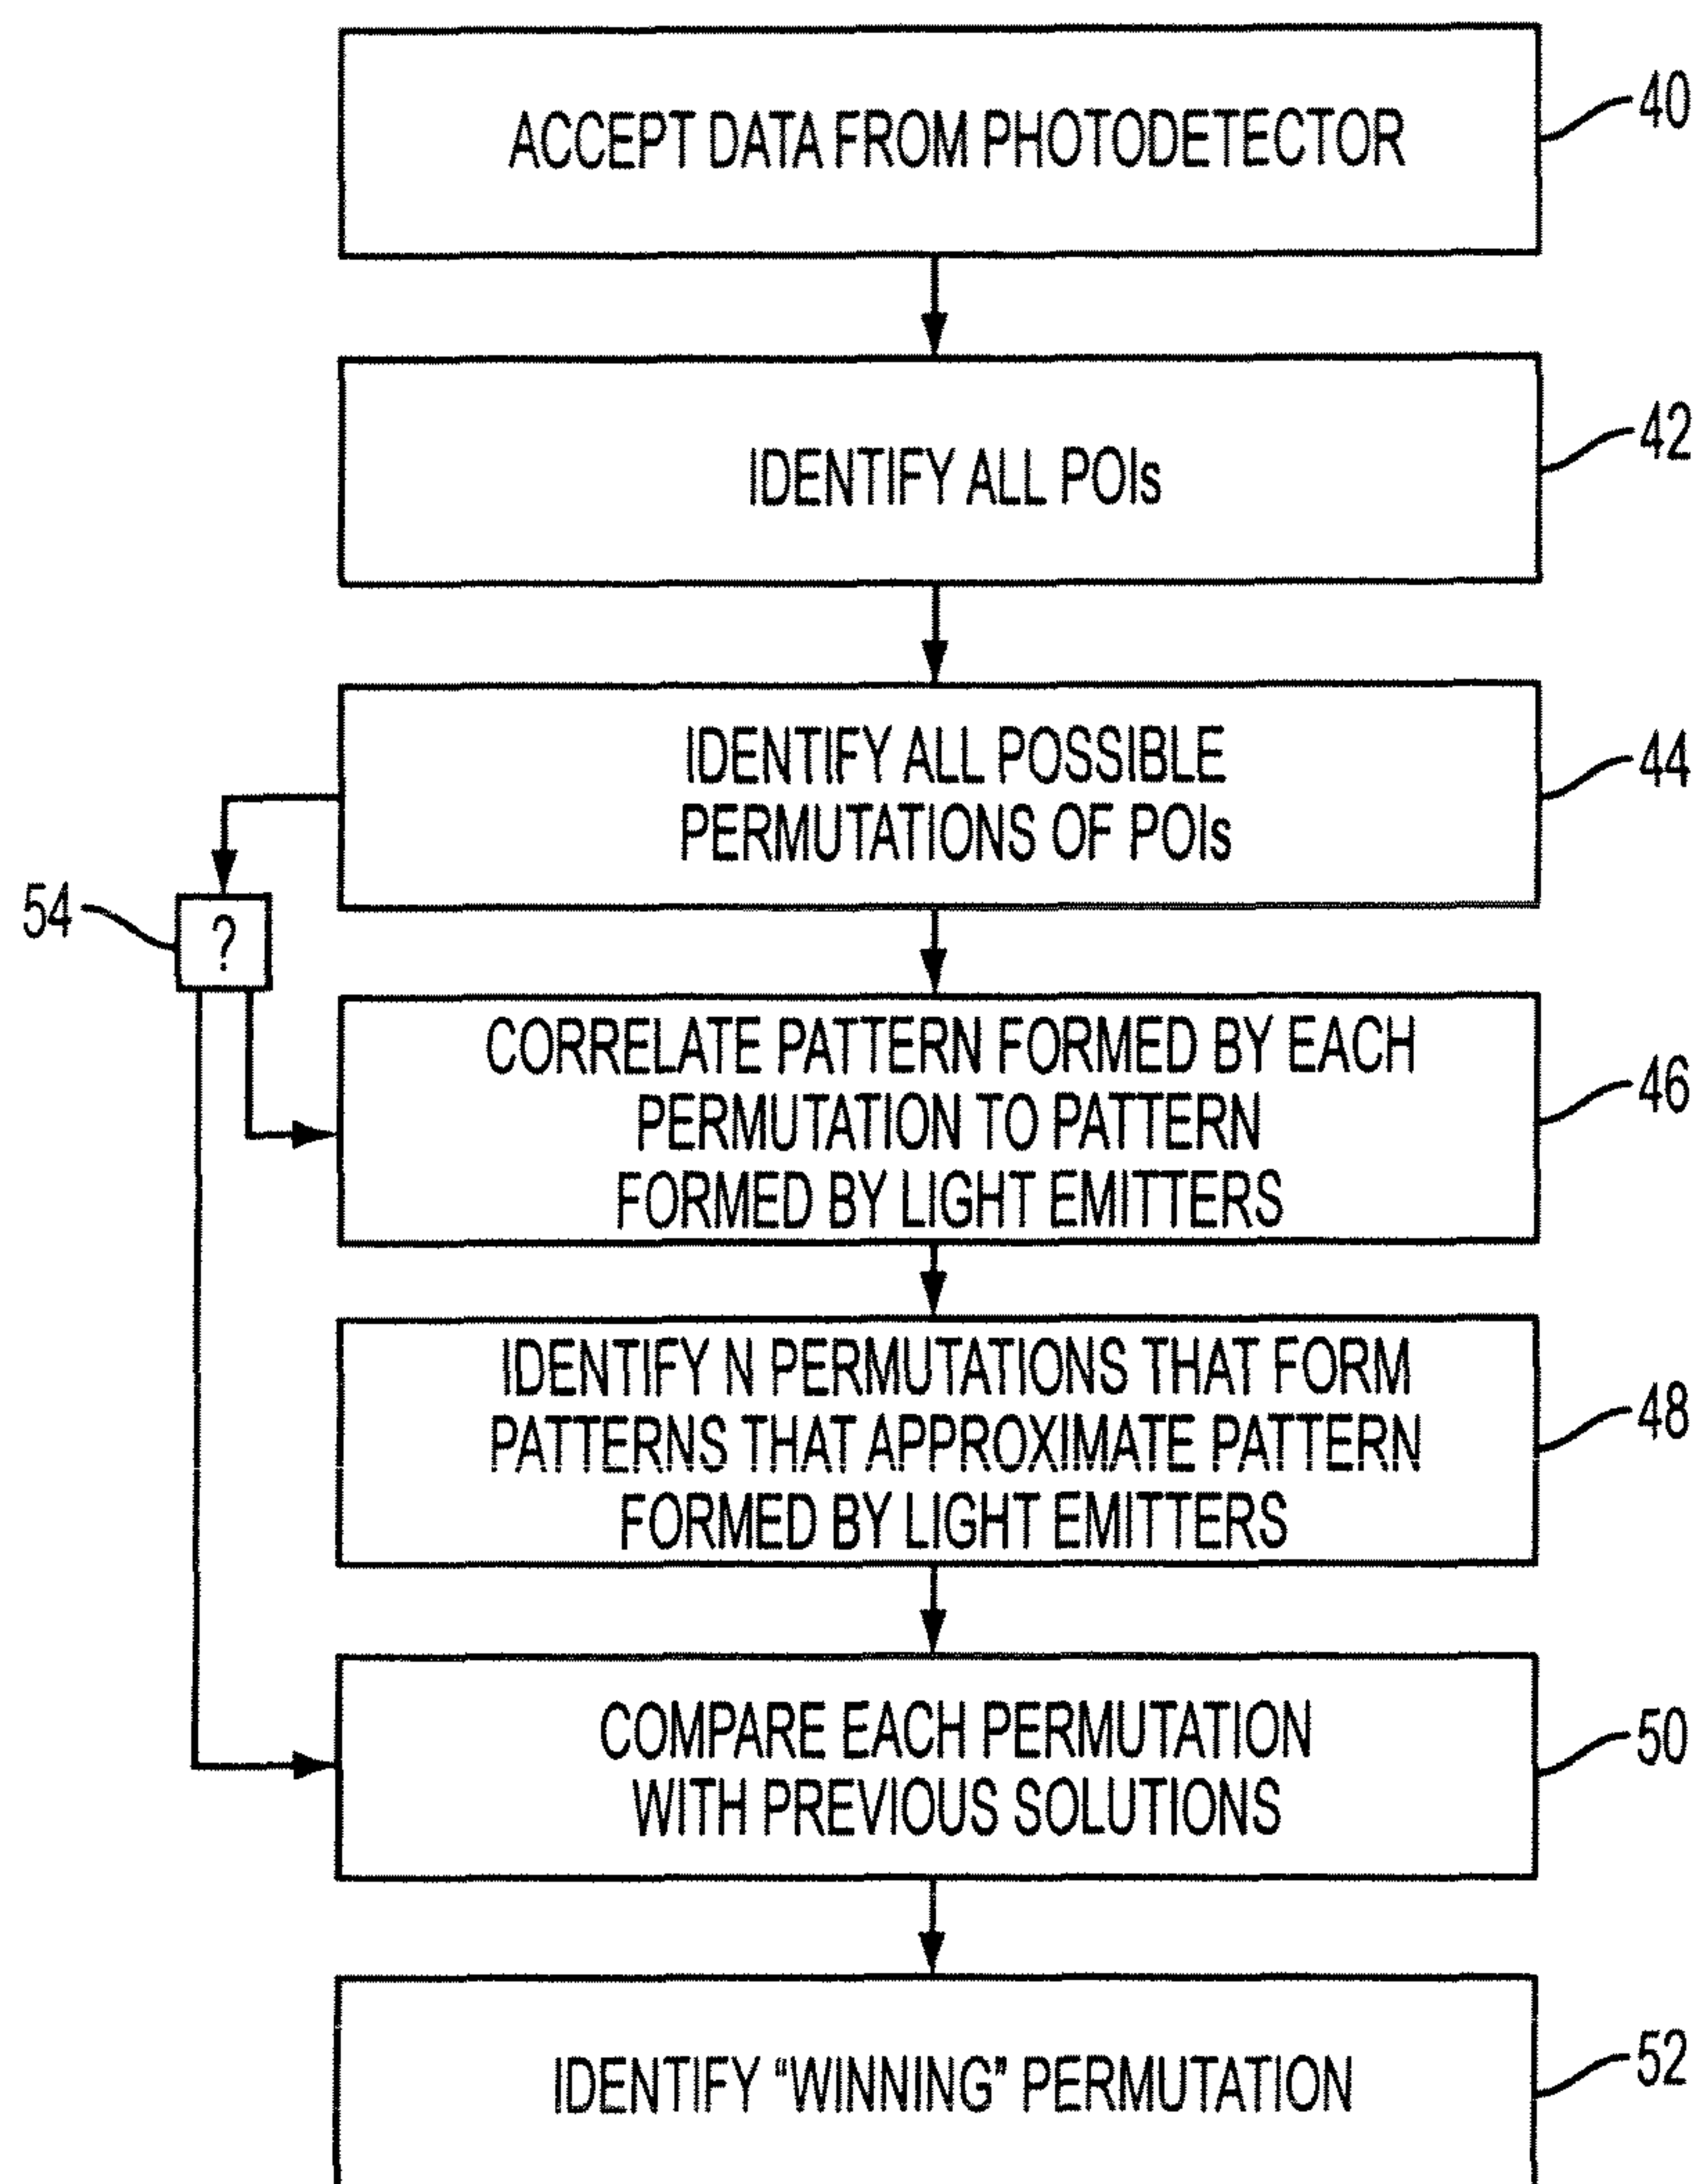 ACCEPT DATA FROM PHOTODETECTOR
40
IDENTIFY ALL POIs
42
IDENTIFY ALL POSSIBLE
PERMUTATIONS OF POIs
44
54
?
CORRELATE PATTERN FORMED BY EACH
PERMUTATION TO PATTERN
FORMED BY LIGHT EMITTERS
46
IDENTIFY N PERMUTATIONS THAT FORM
PATTERNS THAT APPROXIMATE PATTERN
FORMED BY LIGHT EMITTERS
48
COMPARE EACH PERMUTATION
WITH PREVIOUS SOLUTIONS
50
IDENTIFY “WINNING” PERMUTATION
52